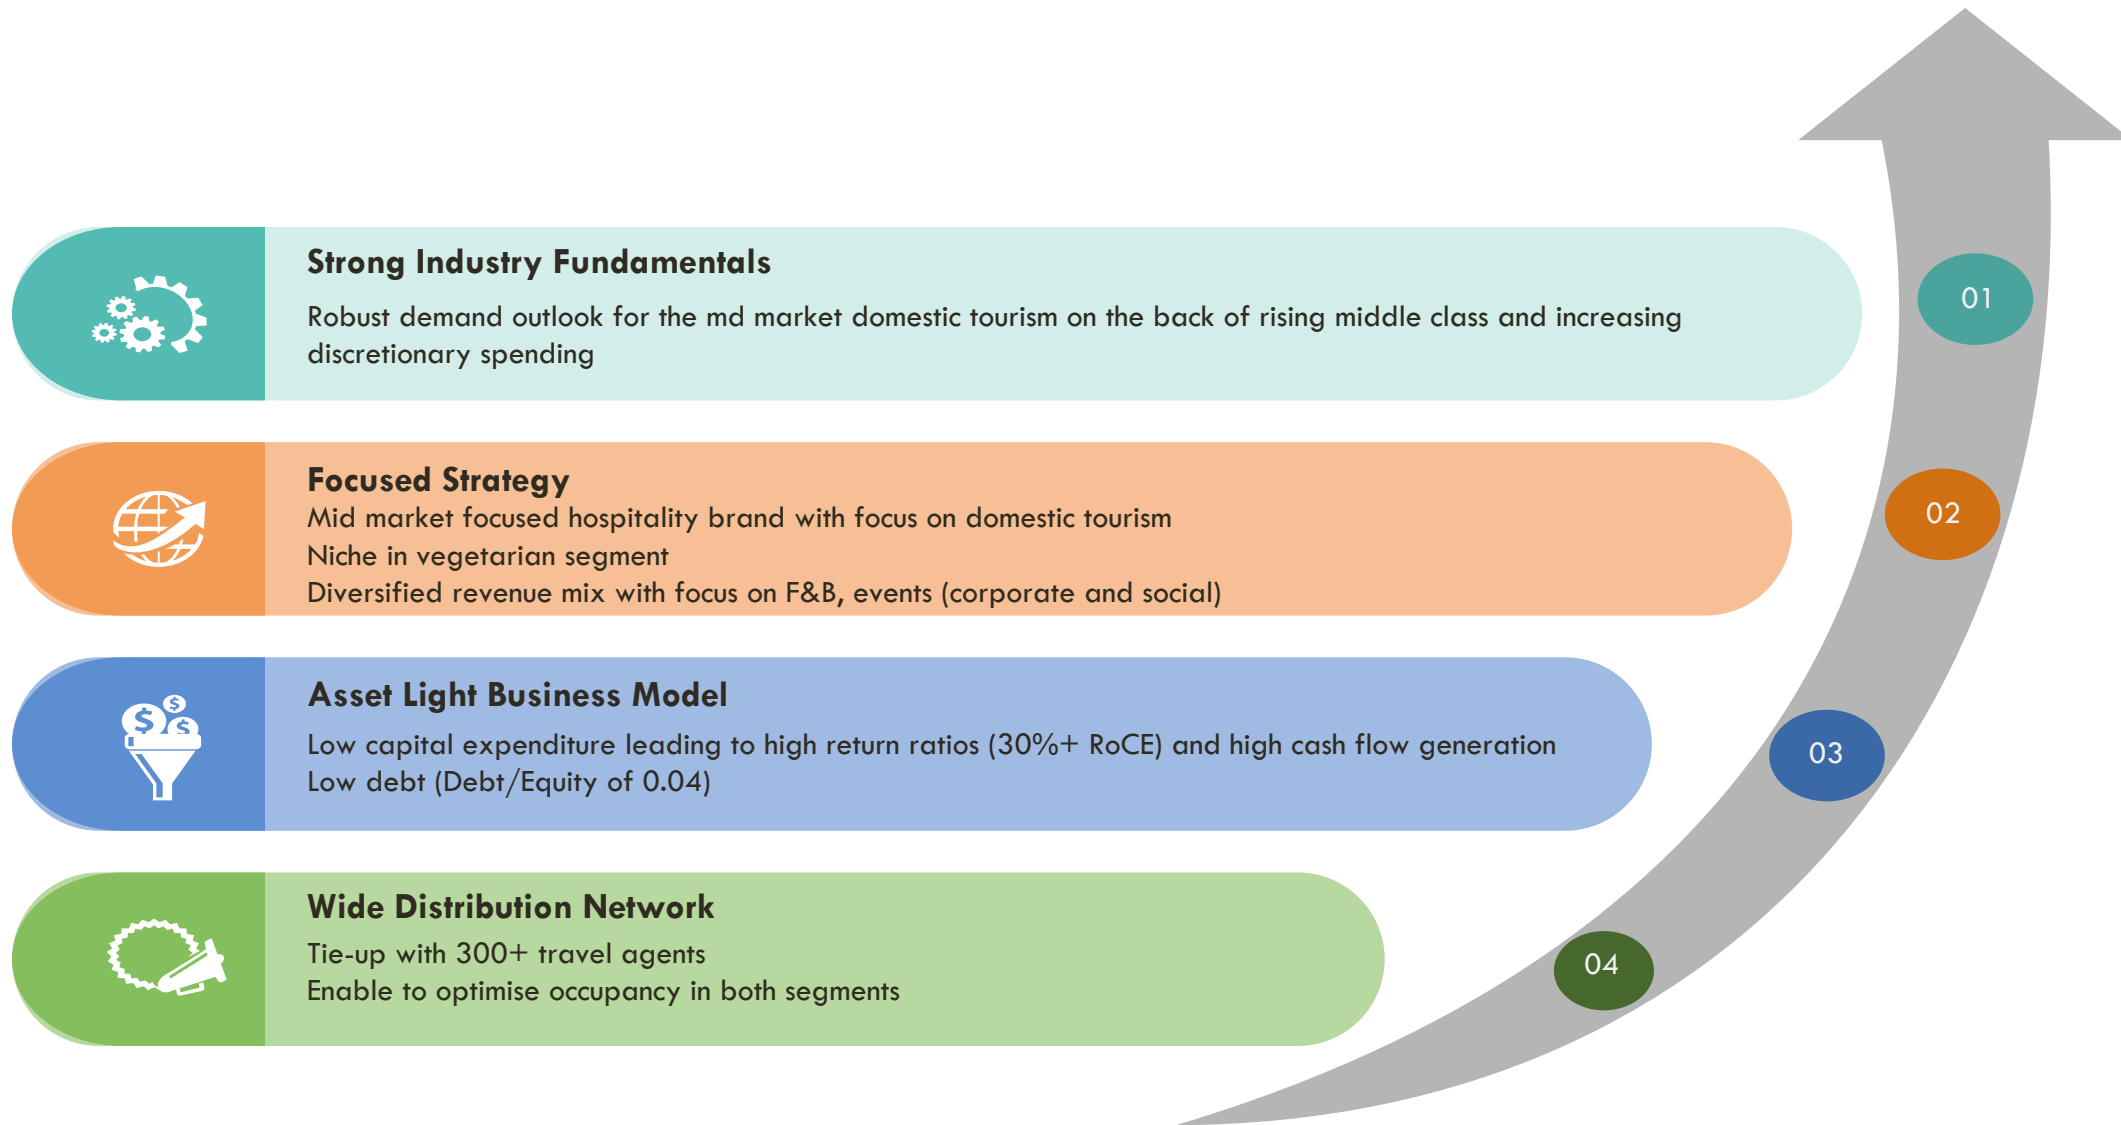 Strong Industry Fundamentals
Robust demand outlook for the md market domestic tourism on the back of rising middle class and increasing
discretionary spending
01
Focused Strategy
Mid market focused hospitality brand with focus on domestic tourism
Niche in vegetarian segment
Diversified revenue mix with focus on F&B, events (corporate and social)
02
Asset Light Business Model
Low capital expenditure leading to high return ratios (30%+ RoCE) and high cash flow generation
Low debt (Debt/Equity of 0.04)
03
Wide Distribution Network
Tie-up with 300+ travel agents
Enable to optimise occupancy in both segments
04